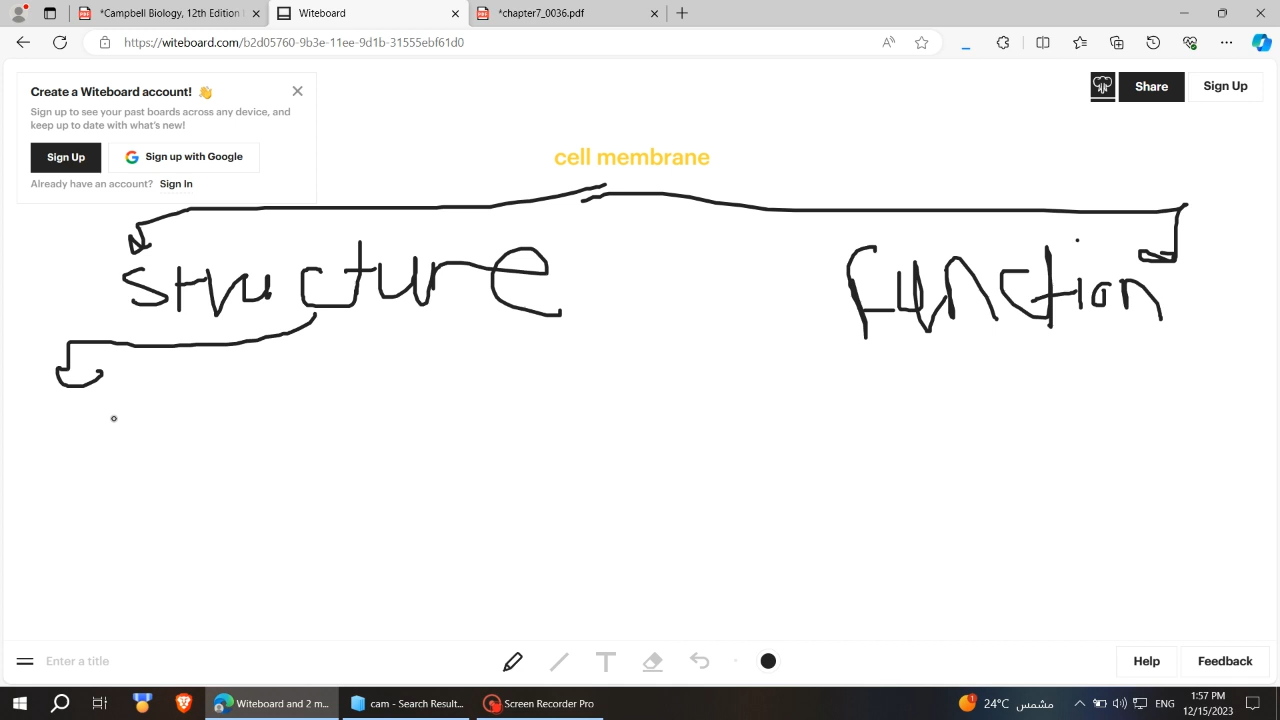 *Campbell Biology, 12th Edition
Witeboard
*chapter7_0036.pdf
https://witeboard.com/b2d05760-9b3e-11ee-9d1b-31555ebf61d0
Create a Witeboard account! 👋
Sign up to see your past boards across any device, and
keep up to date with what's new!
Sign Up
Sign up with Google
Already have an account? Sign In
Share
Sign Up
cell membrane
structure
function
Enter a title
Help
Feedback
Witeboard and 2 m...
cam - Search Result...
Screen Recorder Pro
1
24°C مشمس
ENG
1:57 PM
12/15/2023